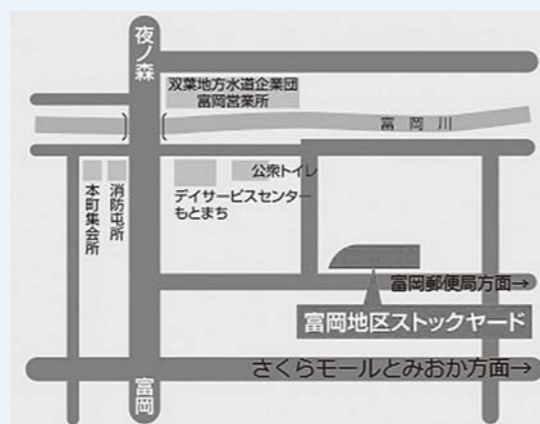 夜ノ森
双葉地方水道企業団
富岡営業所
富岡川
公衆トイレ
デイサービスセンター
もとまち
消防屯所
本町集会所
富岡郵便局方面→
富岡地区ストックヤード
さくらモールとみおか方面→
富岡